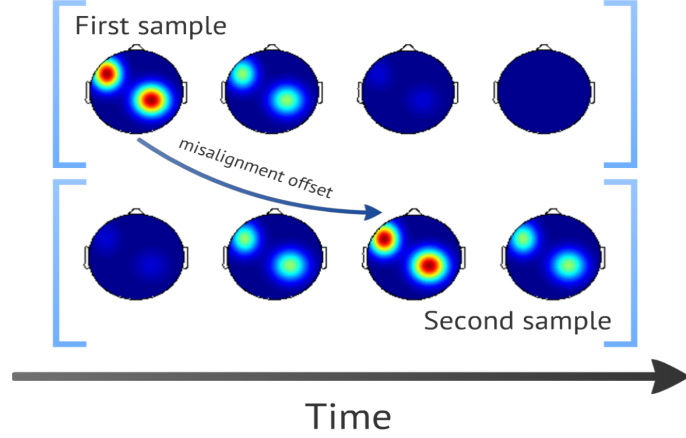 First sample
misalignment offset
Second sample
Time